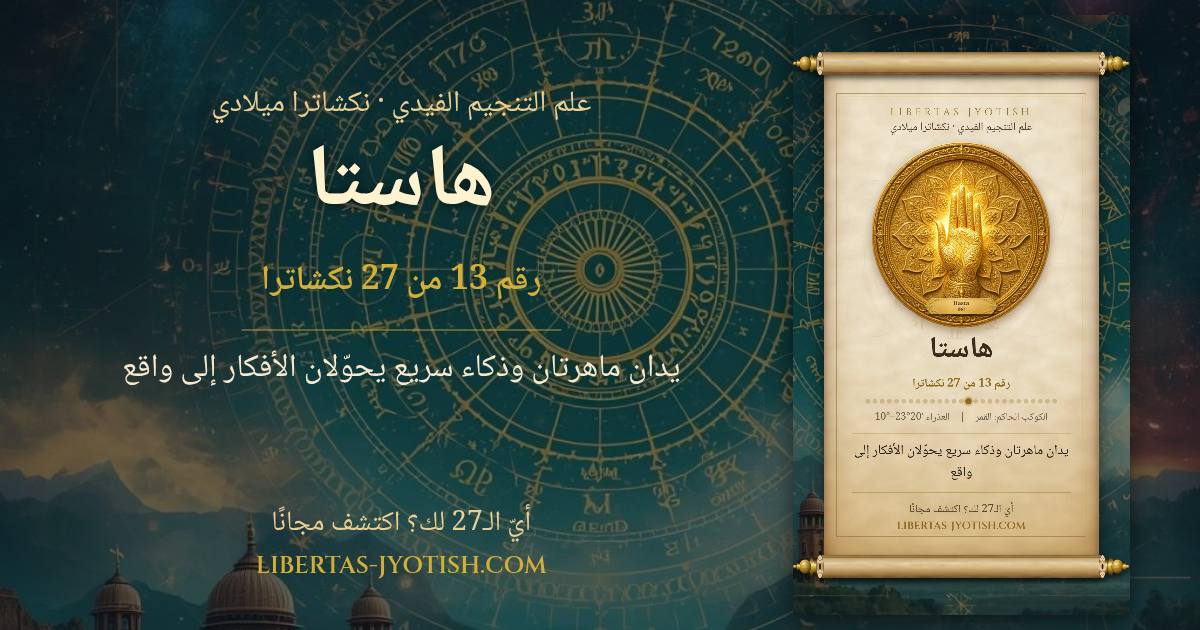 علم التنجيم الفيدي · نكشاترا ميلادي
هاستا
رقم 13 من 27 نكشاترا
يدان ماهرتان وذكاء سريع يحوّلان الأفكار إلى واقع
أيّ الـ27 لك؟ اكتشف مجانًا
LIBERTAS-JYOTISH.COM
LIBERTAS JYOTISH
علم التنجيم الفيدي · نكشاترا ميلادي
Hasta
هاستا
رقم 13 من 27 نكشاترا
الكوكب الحاكم: القمر | العذراء 10°–23°20'
يدان ماهرتان وذكاء سريع يحوّلان الأفكار إلى
واقع
أي الـ27 لك؟ اكتشف مجانًا
LIBERTAS-JYOTISH.COM